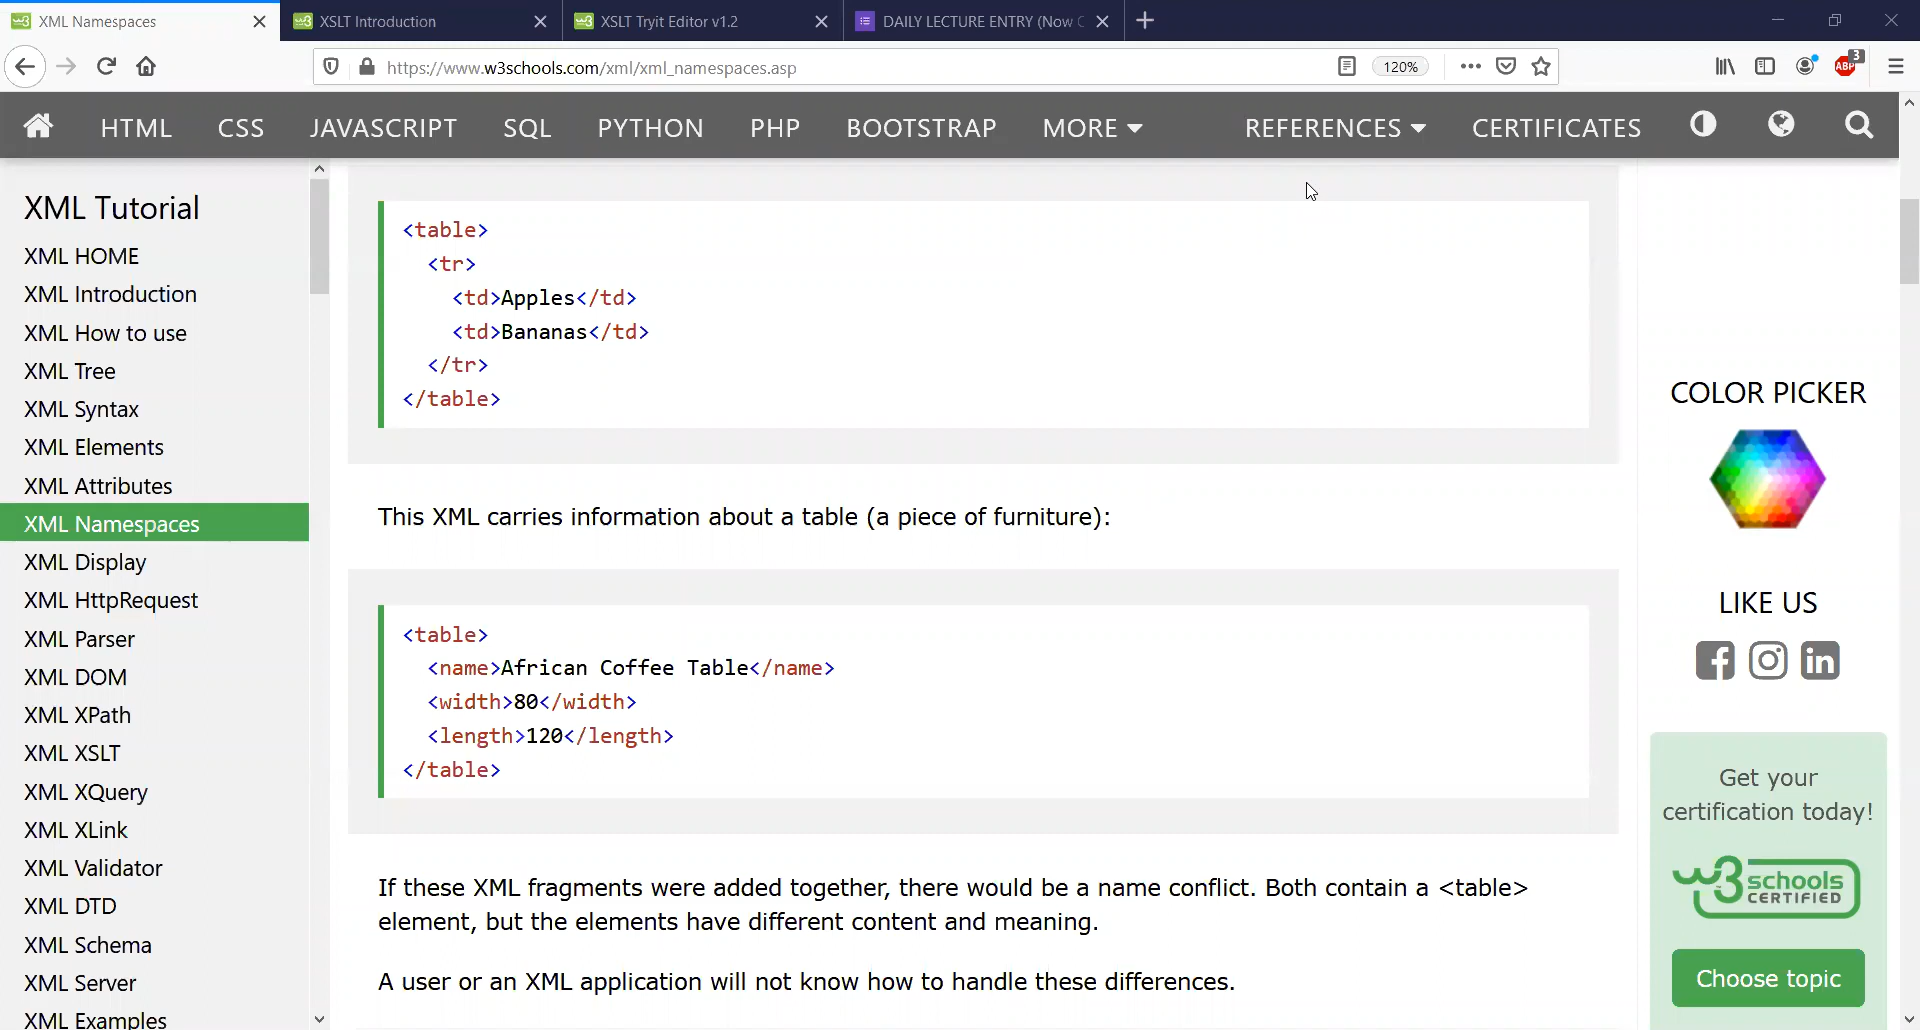 XML Namespaces
XSLT Introduction
XSLT Tryit Editor v1.2
DAILY LECTURE ENTRY (Now
https://www.w3schools.com/xml/xml_namespaces.asp
120%
ABP
3
HTML
CSS
JAVASCRIPT
SQL
PYTHON
PHP
BOOTSTRAP
MORE
REFERENCES
CERTIFICATES
XML Tutorial
XML HOME
XML Introduction
XML How to use
XML Tree
XML Syntax
XML Elements
XML Attributes
XML Namespaces
XML Display
XML HttpRequest
XML Parser
XML DOM
XML XPath
XML XSLT
XML XQuery
XML XLink
XML Validator
XML DTD
XML Schema
XML Server
XML Examples
<table>
<tr>
<td>Apples</td>
<td>Bananas</td>
</tr>
</table>
This XML carries information about a table (a piece of furniture):
<table>
<name>African Coffee Table</name>
<width>80</width>
<length>120</length>
</table>
If these XML fragments were added together, there would be a name conflict. Both contain a <table>
element, but the elements have different content and meaning.
A user or an XML application will not know how to handle these differences.
COLOR PICKER
LIKE US
Get your
certification today!
w3schools
CERTIFIED
Choose topic